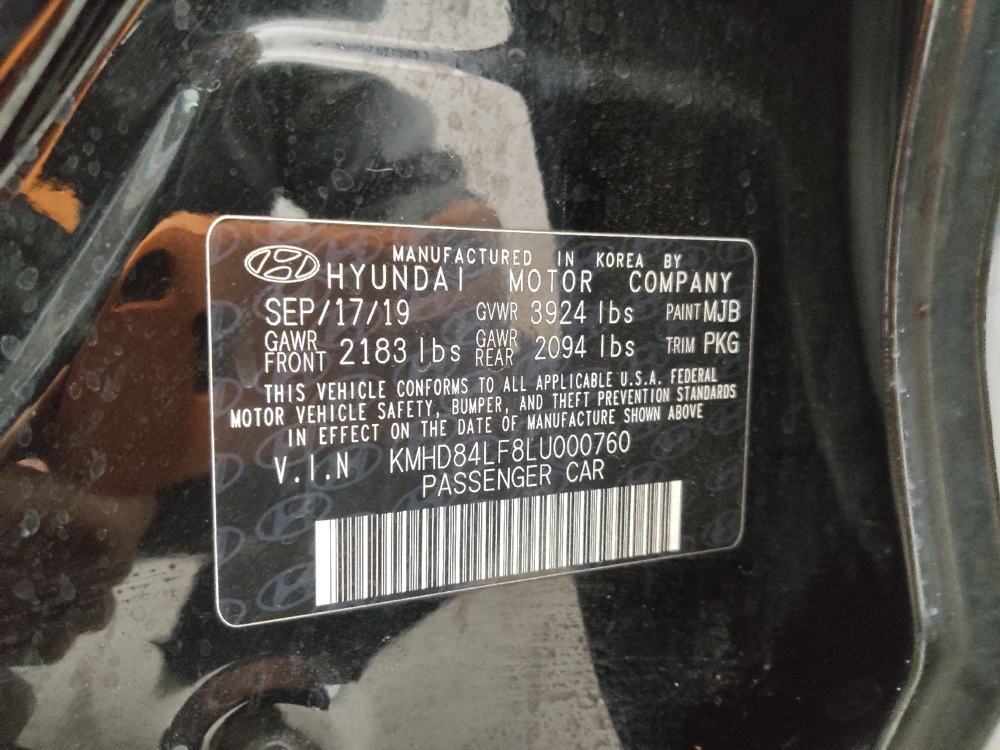 MANUFACTURED IN KOREA BY
HYUNDAI MOTOR COMPANY
SEP/17/19 GVWR 3924 lbs PAINT MJB
GAWR FRONT 2183 lbs GAWR REAR 2094 lbs TRIM PKG
THIS VEHICLE CONFORMS TO ALL APPLICABLE U.S.A. FEDERAL
MOTOR VEHICLE SAFETY, BUMPER, AND THEFT PREVENTION STANDARDS
IN EFFECT ON THE DATE OF MANUFACTURE SHOWN ABOVE
V.I.N KMHD84LF8LU000760
PASSENGER CAR